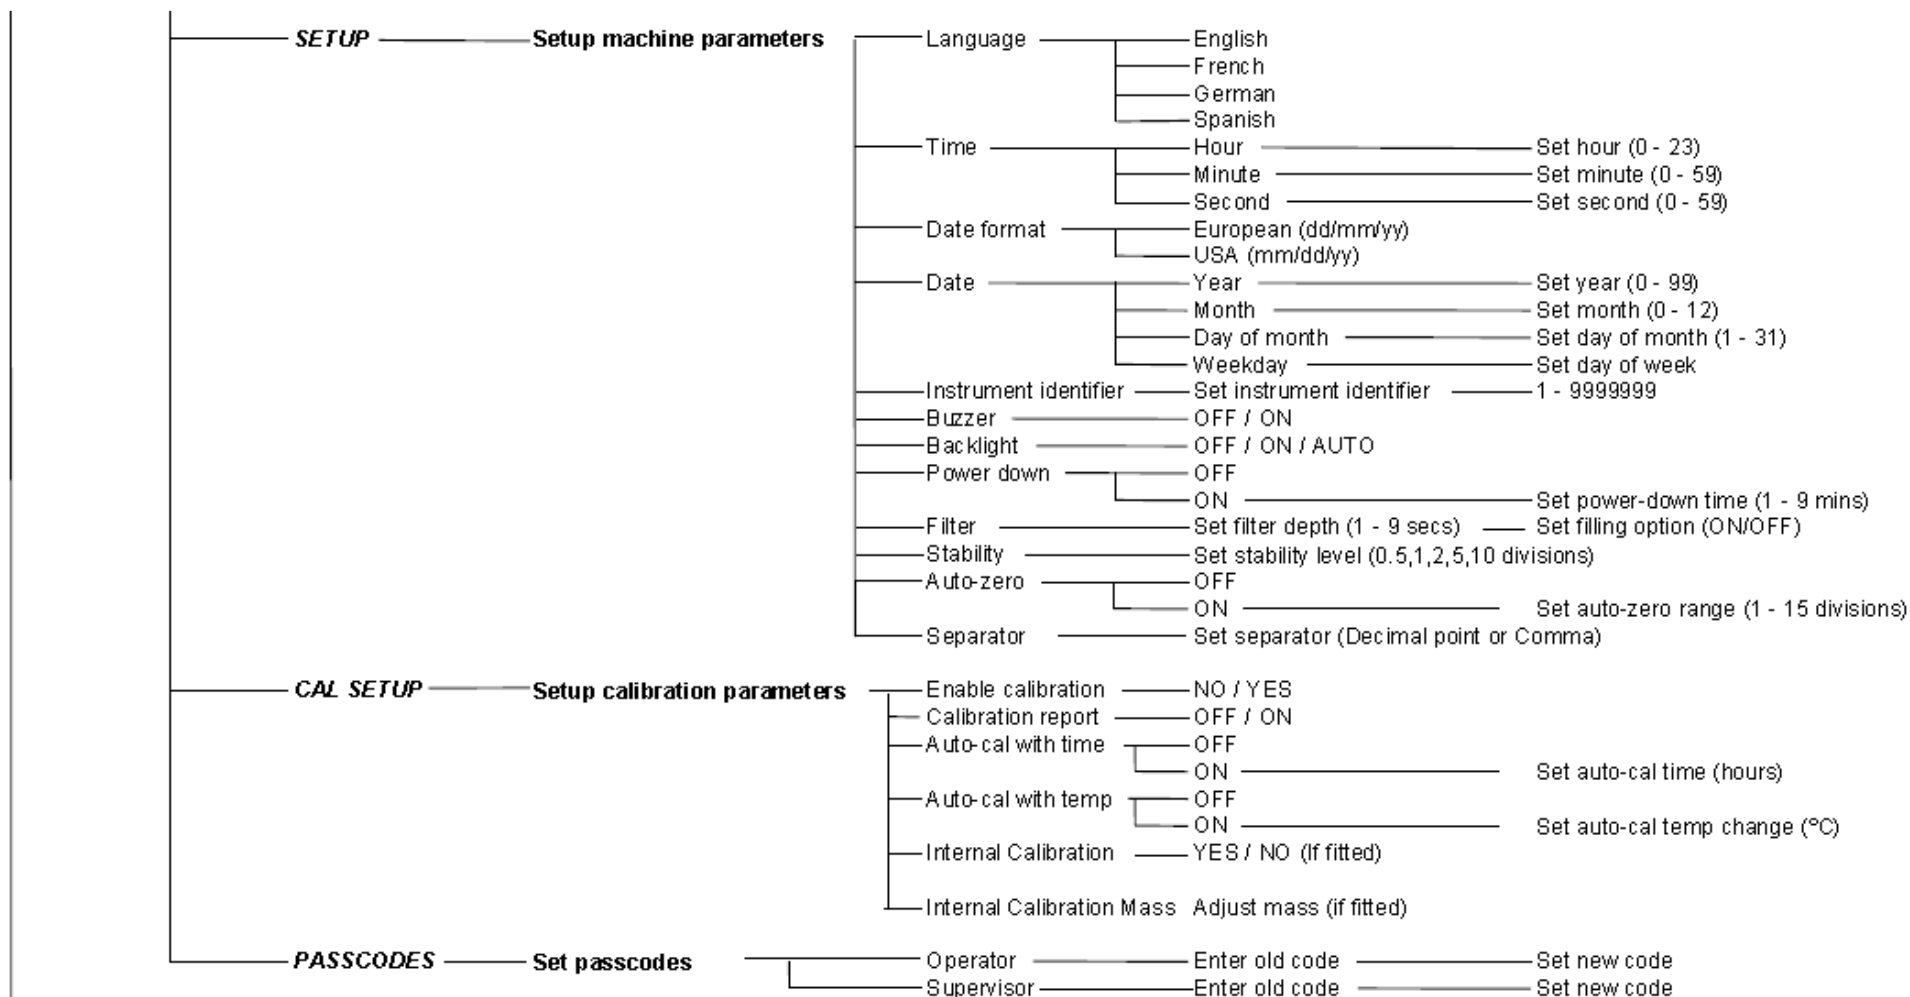 SETUP Setup machine parameters Language English
French
German
Spanish
Time Hour Set hour (0 - 23)
Minute Set minute (0 - 59)
Second Set second (0 - 59)
Date format European (dd/mm/yy)
USA (mm/dd/yy)
Date Year Set year (0 - 99)
Month Set month (0 - 12)
Day of month Set day of month (1 - 31)
Weekday Set day of week
Instrument identifier Set instrument identifier 1 - 9999999
Buzzer OFF / ON
Backlight OFF / ON / AUTO
Power down OFF
ON Set power-down time (1 - 9 mins)
Filter Set filter depth (1 - 9 secs) Set filling option (ON/OFF)
Stability Set stability level (0.5,1,2,5,10 divisions)
Auto-zero OFF
ON Set auto-zero range (1 - 15 divisions)
Separator Set separator (Decimal point or Comma)
CAL SETUP Setup calibration parameters Enable calibration NO / YES
Calibration report OFF / ON
Auto-cal with time OFF
ON Set auto-cal time (hours)
Auto-cal with temp OFF
ON Set auto-cal temp change (°C)
Internal Calibration YES / NO (If fitted)
Internal Calibration Mass Adjust mass (if fitted)
PASSCODES Set passcodes Operator Enter old code Set new code
Supervisor Enter old code Set new code